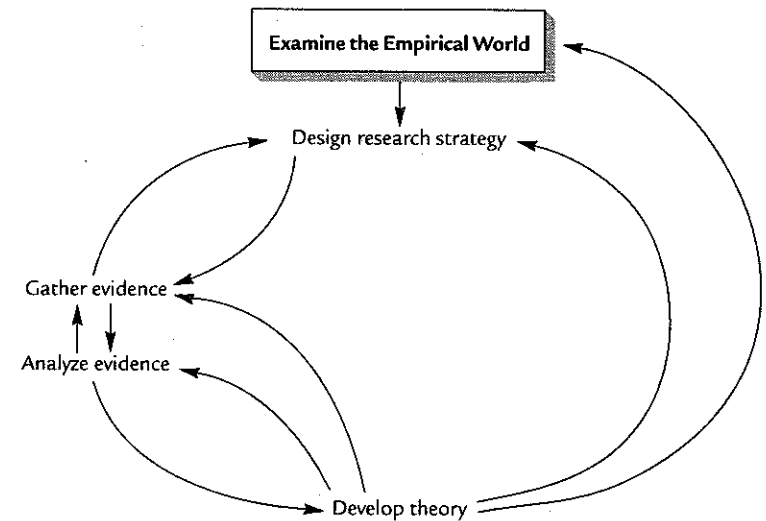 Examine the Empirical World
Design research strategy
Gather evidence
Analyze evidence
Develop theory